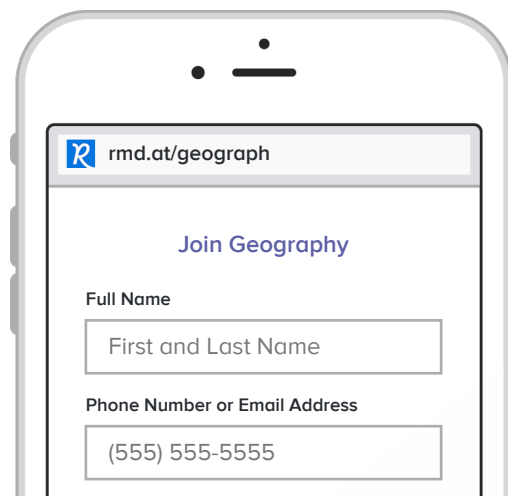 rmd.at/geograph
Join Geography
Full Name
First and Last Name
Phone Number or Email Address
(555) 555-5555